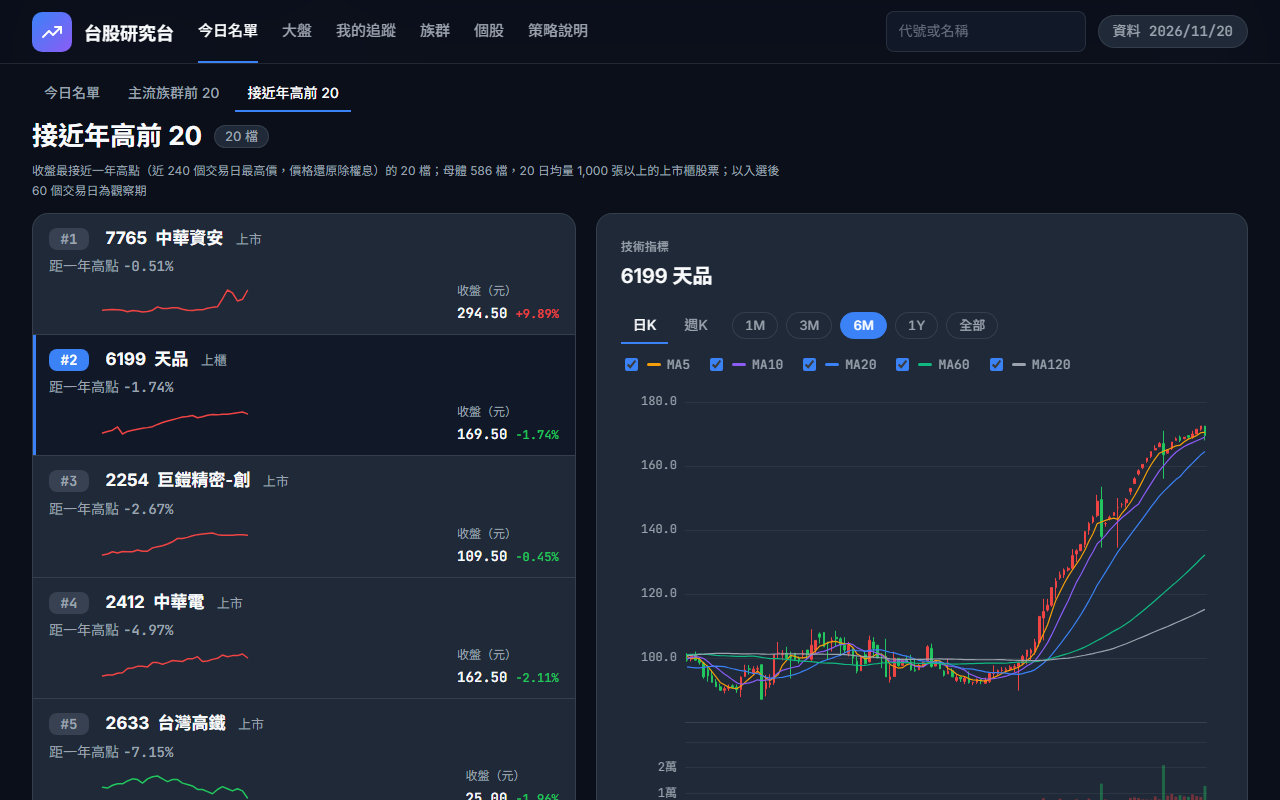 台股研究台
今日名單
大盤
我的追蹤
族群
個股
策略說明
代號或名稱
資料 2026/11/20
今日名單
主流族群前 20
接近年高前 20
接近年高前 20
20 檔
收盤最接近一年高點（近 240 個交易日最高價，價格還原除權息）的 20 檔；母體 586 檔，20 日均量 1,000 張以上的上市櫃股票；以入選後
60 個交易日為觀察期
#1 7765 中華資安 上市
距一年高點 -0.51%
收盤（元）
294.50 +9.89%
#2 6199 天品 上櫃
距一年高點 -1.74%
收盤（元）
169.50 -1.74%
#3 2254 巨鎧精密-創 上市
距一年高點 -2.67%
收盤（元）
109.50 -0.45%
#4 2412 中華電 上市
距一年高點 -4.97%
收盤（元）
162.50 -2.11%
#5 2633 台灣高鐵 上市
距一年高點 -7.15%
收盤（元）
25.00 -1.96%
技術指標
6199 天品
日K 週K 1M 3M 6M 1Y 全部
MA5 MA10 MA20 MA60 MA120
180.0
160.0
140.0
120.0
100.0
2萬
1萬